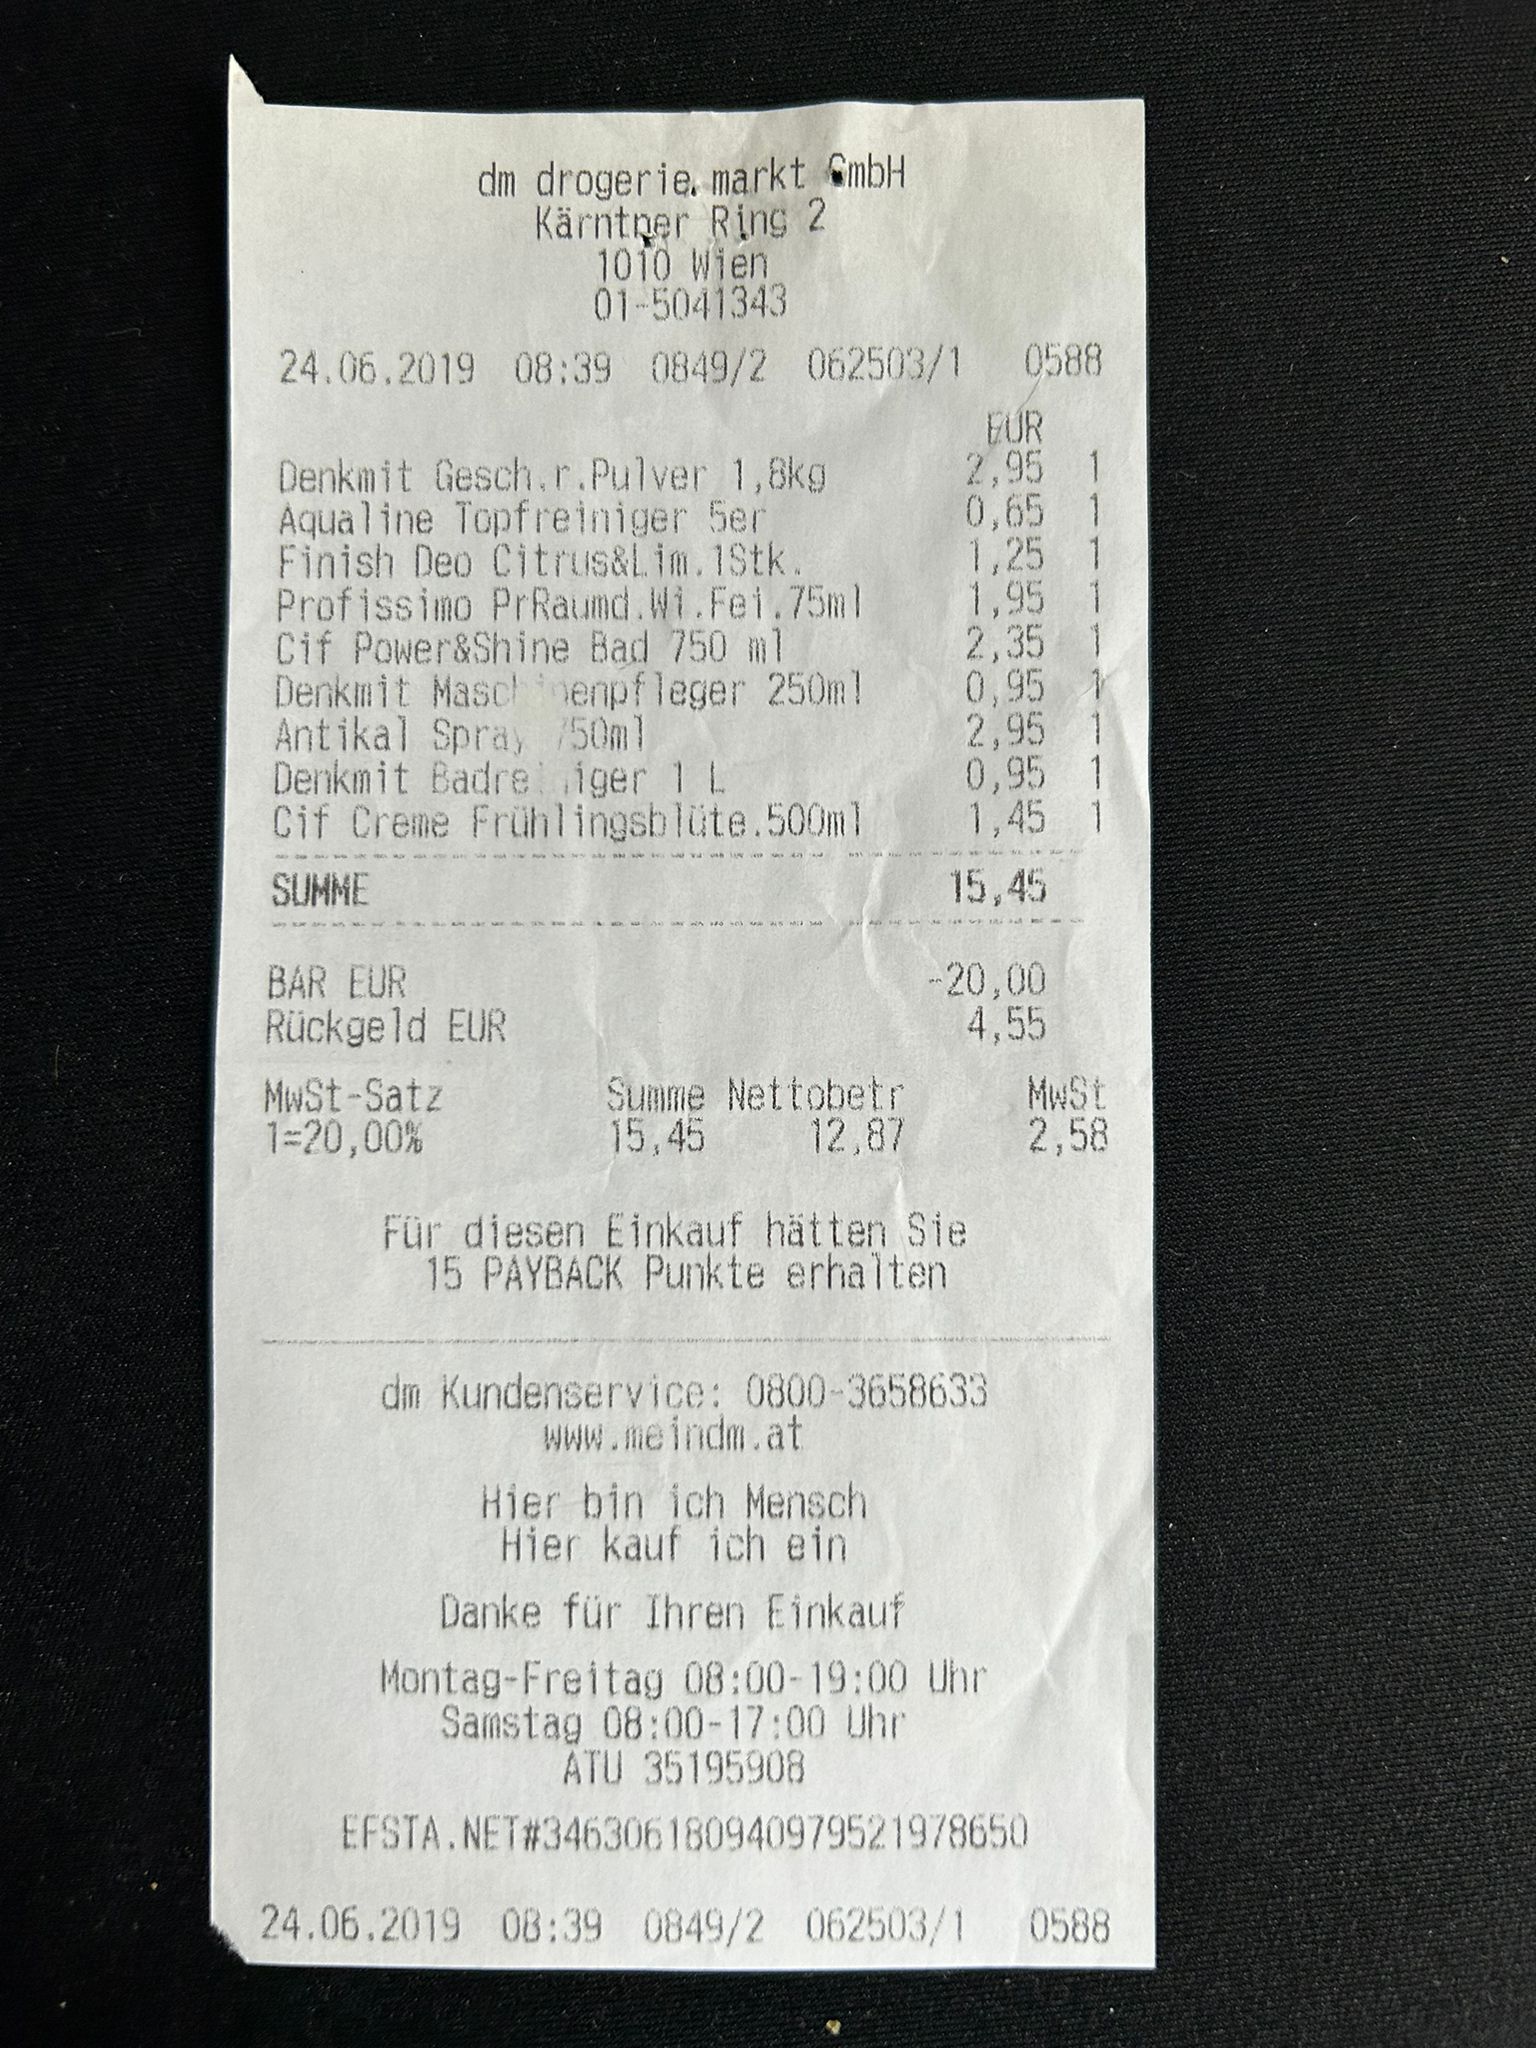 dm drogerie markt GmbH
Kärntner Ring 2
1010 Wien
01-5041343
24.06.2019 08:39 0849/2 062503/1 0588
EUR
Denkmit Gesch.r.Pulver 1,8kg 2,95 1
Aqualine Topfreiniger 5er 0,65 1
Finish Deo Citrus&Lim.1Stk. 1,25 1
Profissimo PrRaumd.Wi.Fei.75ml 1,95 1
Cif Power&Shine Bad 750 ml 2,35 1
Denkmit Maschinenpfleger 250ml 0,95 1
Antikal Spray 750ml 2,95 1
Denkmit Badreiniger 1 L 0,95 1
Cif Creme Frühlingsblüte.500ml 1,45 1
SUMME 15,45
BAR EUR -20,00
Rückgeld EUR 4,55
MwSt-Satz Summe Nettobetr MwSt
1=20,00% 15,45 12,87 2,58
Für diesen Einkauf hätten Sie
15 PAYBACK Punkte erhalten
dm Kundenservice: 0800-3658633
www.meindm.at
Hier bin ich Mensch
Hier kauf ich ein
Danke für Ihren Einkauf
Montag-Freitag 08:00-19:00 Uhr
Samstag 08:00-17:00 Uhr
ATU 35195908
EFSTA.NET#346306180940979521978650
24.06.2019 08:39 0849/2 062503/1 0588